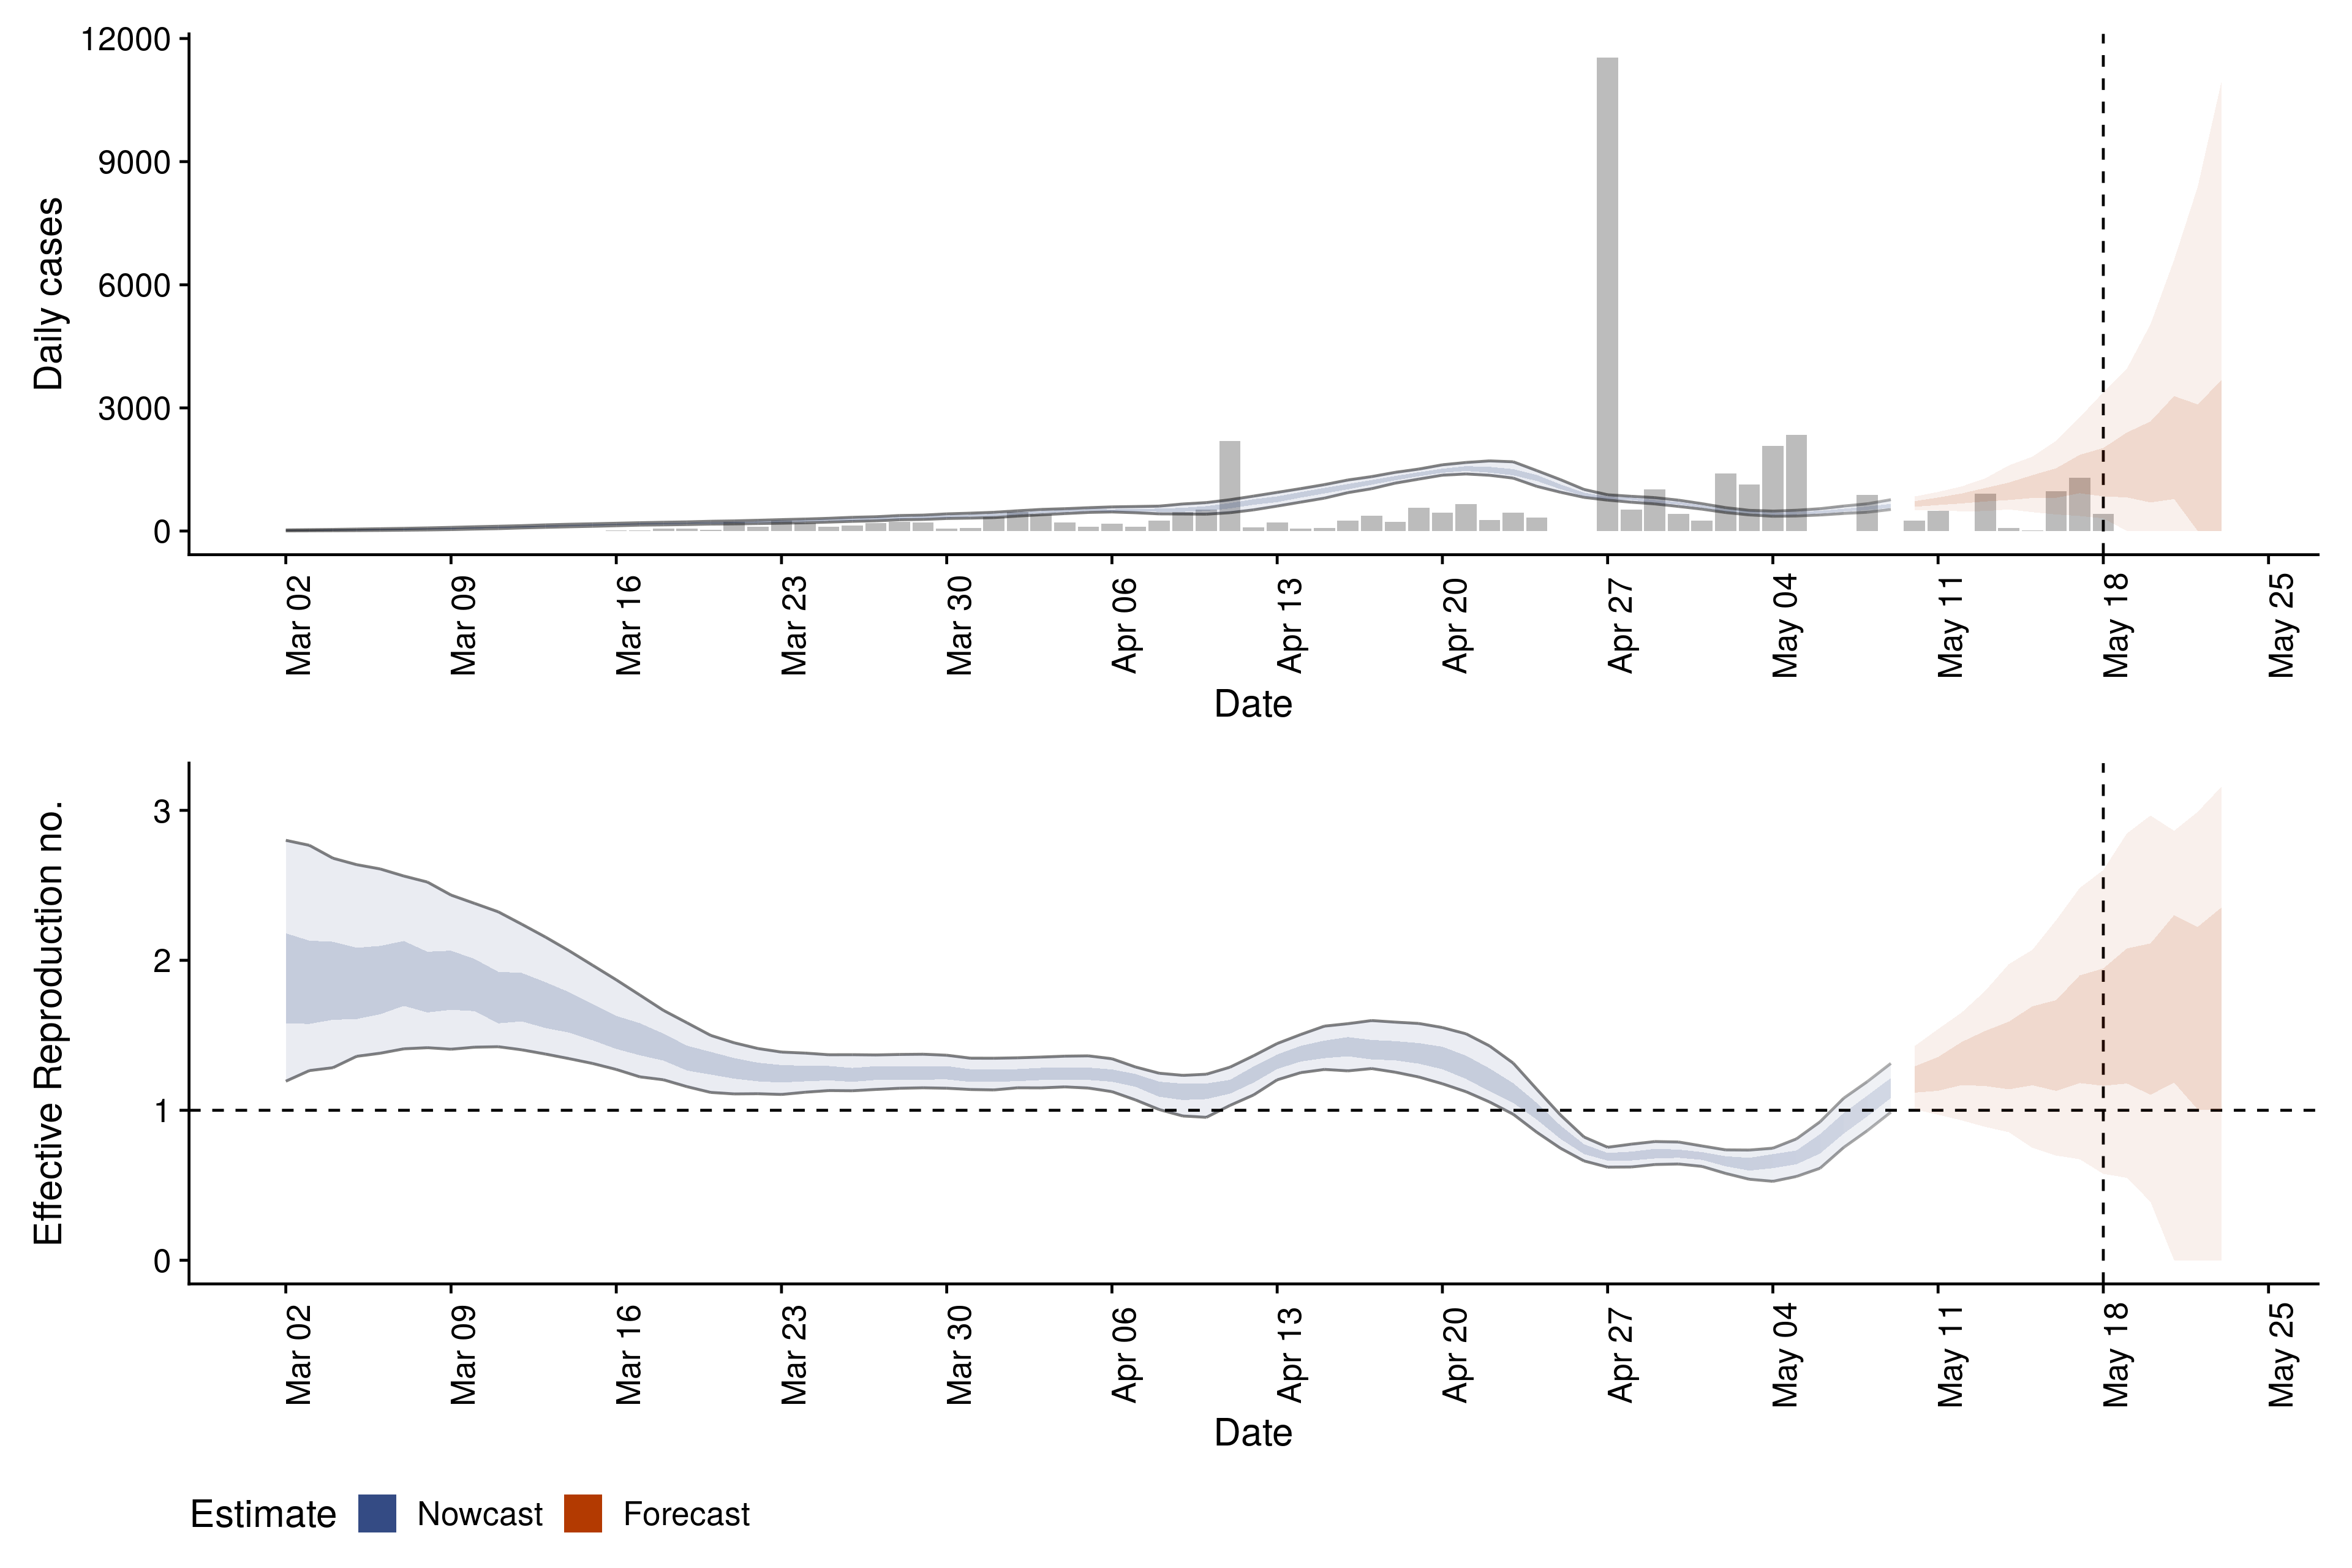 12000
9000
6000
3000
0
Daily cases
Mar 02
Mar 09
Mar 16
Mar 23
Mar 30
Apr 06
Apr 13
Apr 20
Apr 27
May 04
May 11
May 18
May 25
Date
3
2
1
0
Effective Reproduction no.
Mar 02
Mar 09
Mar 16
Mar 23
Mar 30
Apr 06
Apr 13
Apr 20
Apr 27
May 04
May 11
May 18
May 25
Date
Estimate Nowcast Forecast